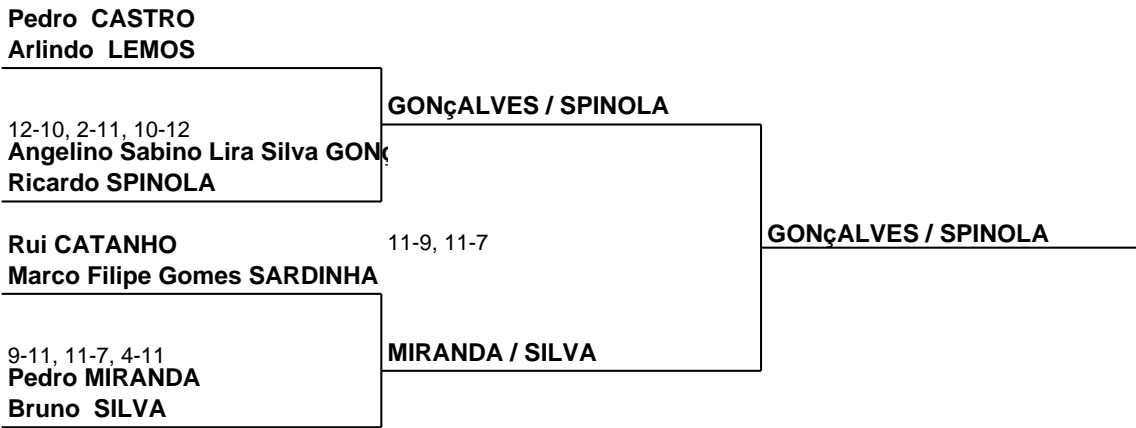 Pedro CASTRO
Arlindo LEMOS
GONçALVES / SPINOLA
12-10, 2-11, 10-12
Angelino Sabino Lira Silva GONç
Ricardo SPINOLA
Rui CATANHO
Marco Filipe Gomes SARDINHA
11-9, 11-7
GONçALVES / SPINOLA
9-11, 11-7, 4-11
Pedro MIRANDA
Bruno SILVA
MIRANDA / SILVA